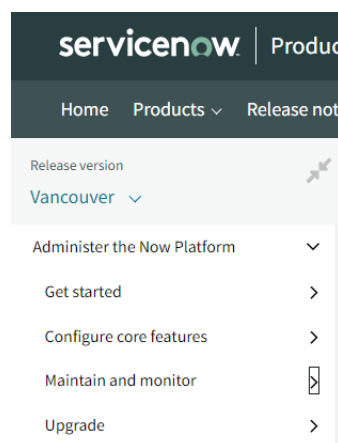 servicenow. Produc
Home Products Release not
Release version
Vancouver
Administer the Now Platform
Get started
Configure core features
Maintain and monitor
Upgrade